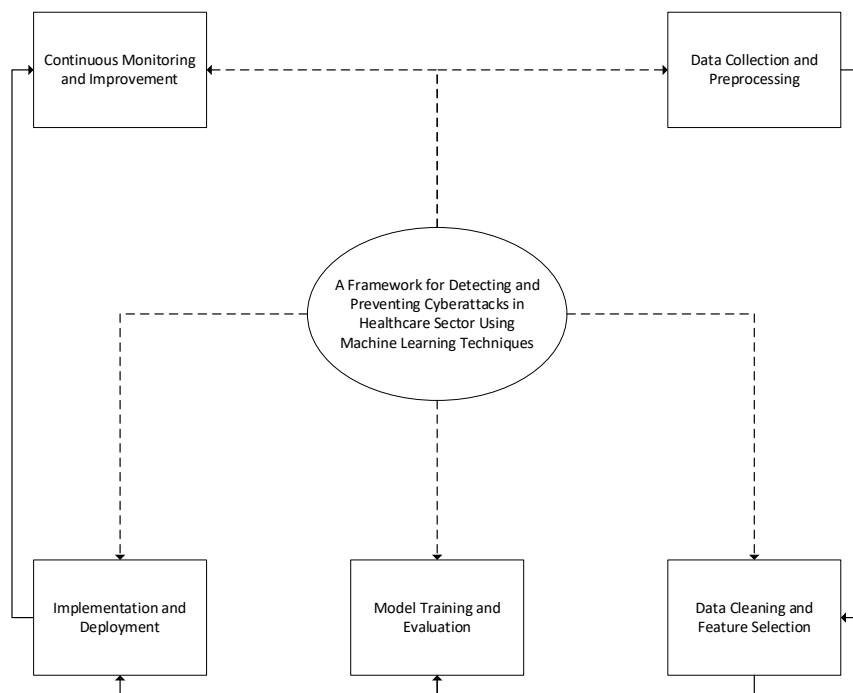 Continuous Monitoring
and Improvement
Data Collection and
Preprocessing
A Framework for Detecting and
Preventing Cyberattacks in
Healthcare Sector Using
Machine Learning Techniques
Implementation and
Deployment
Model Training and
Evaluation
Data Cleaning and
Feature Selection